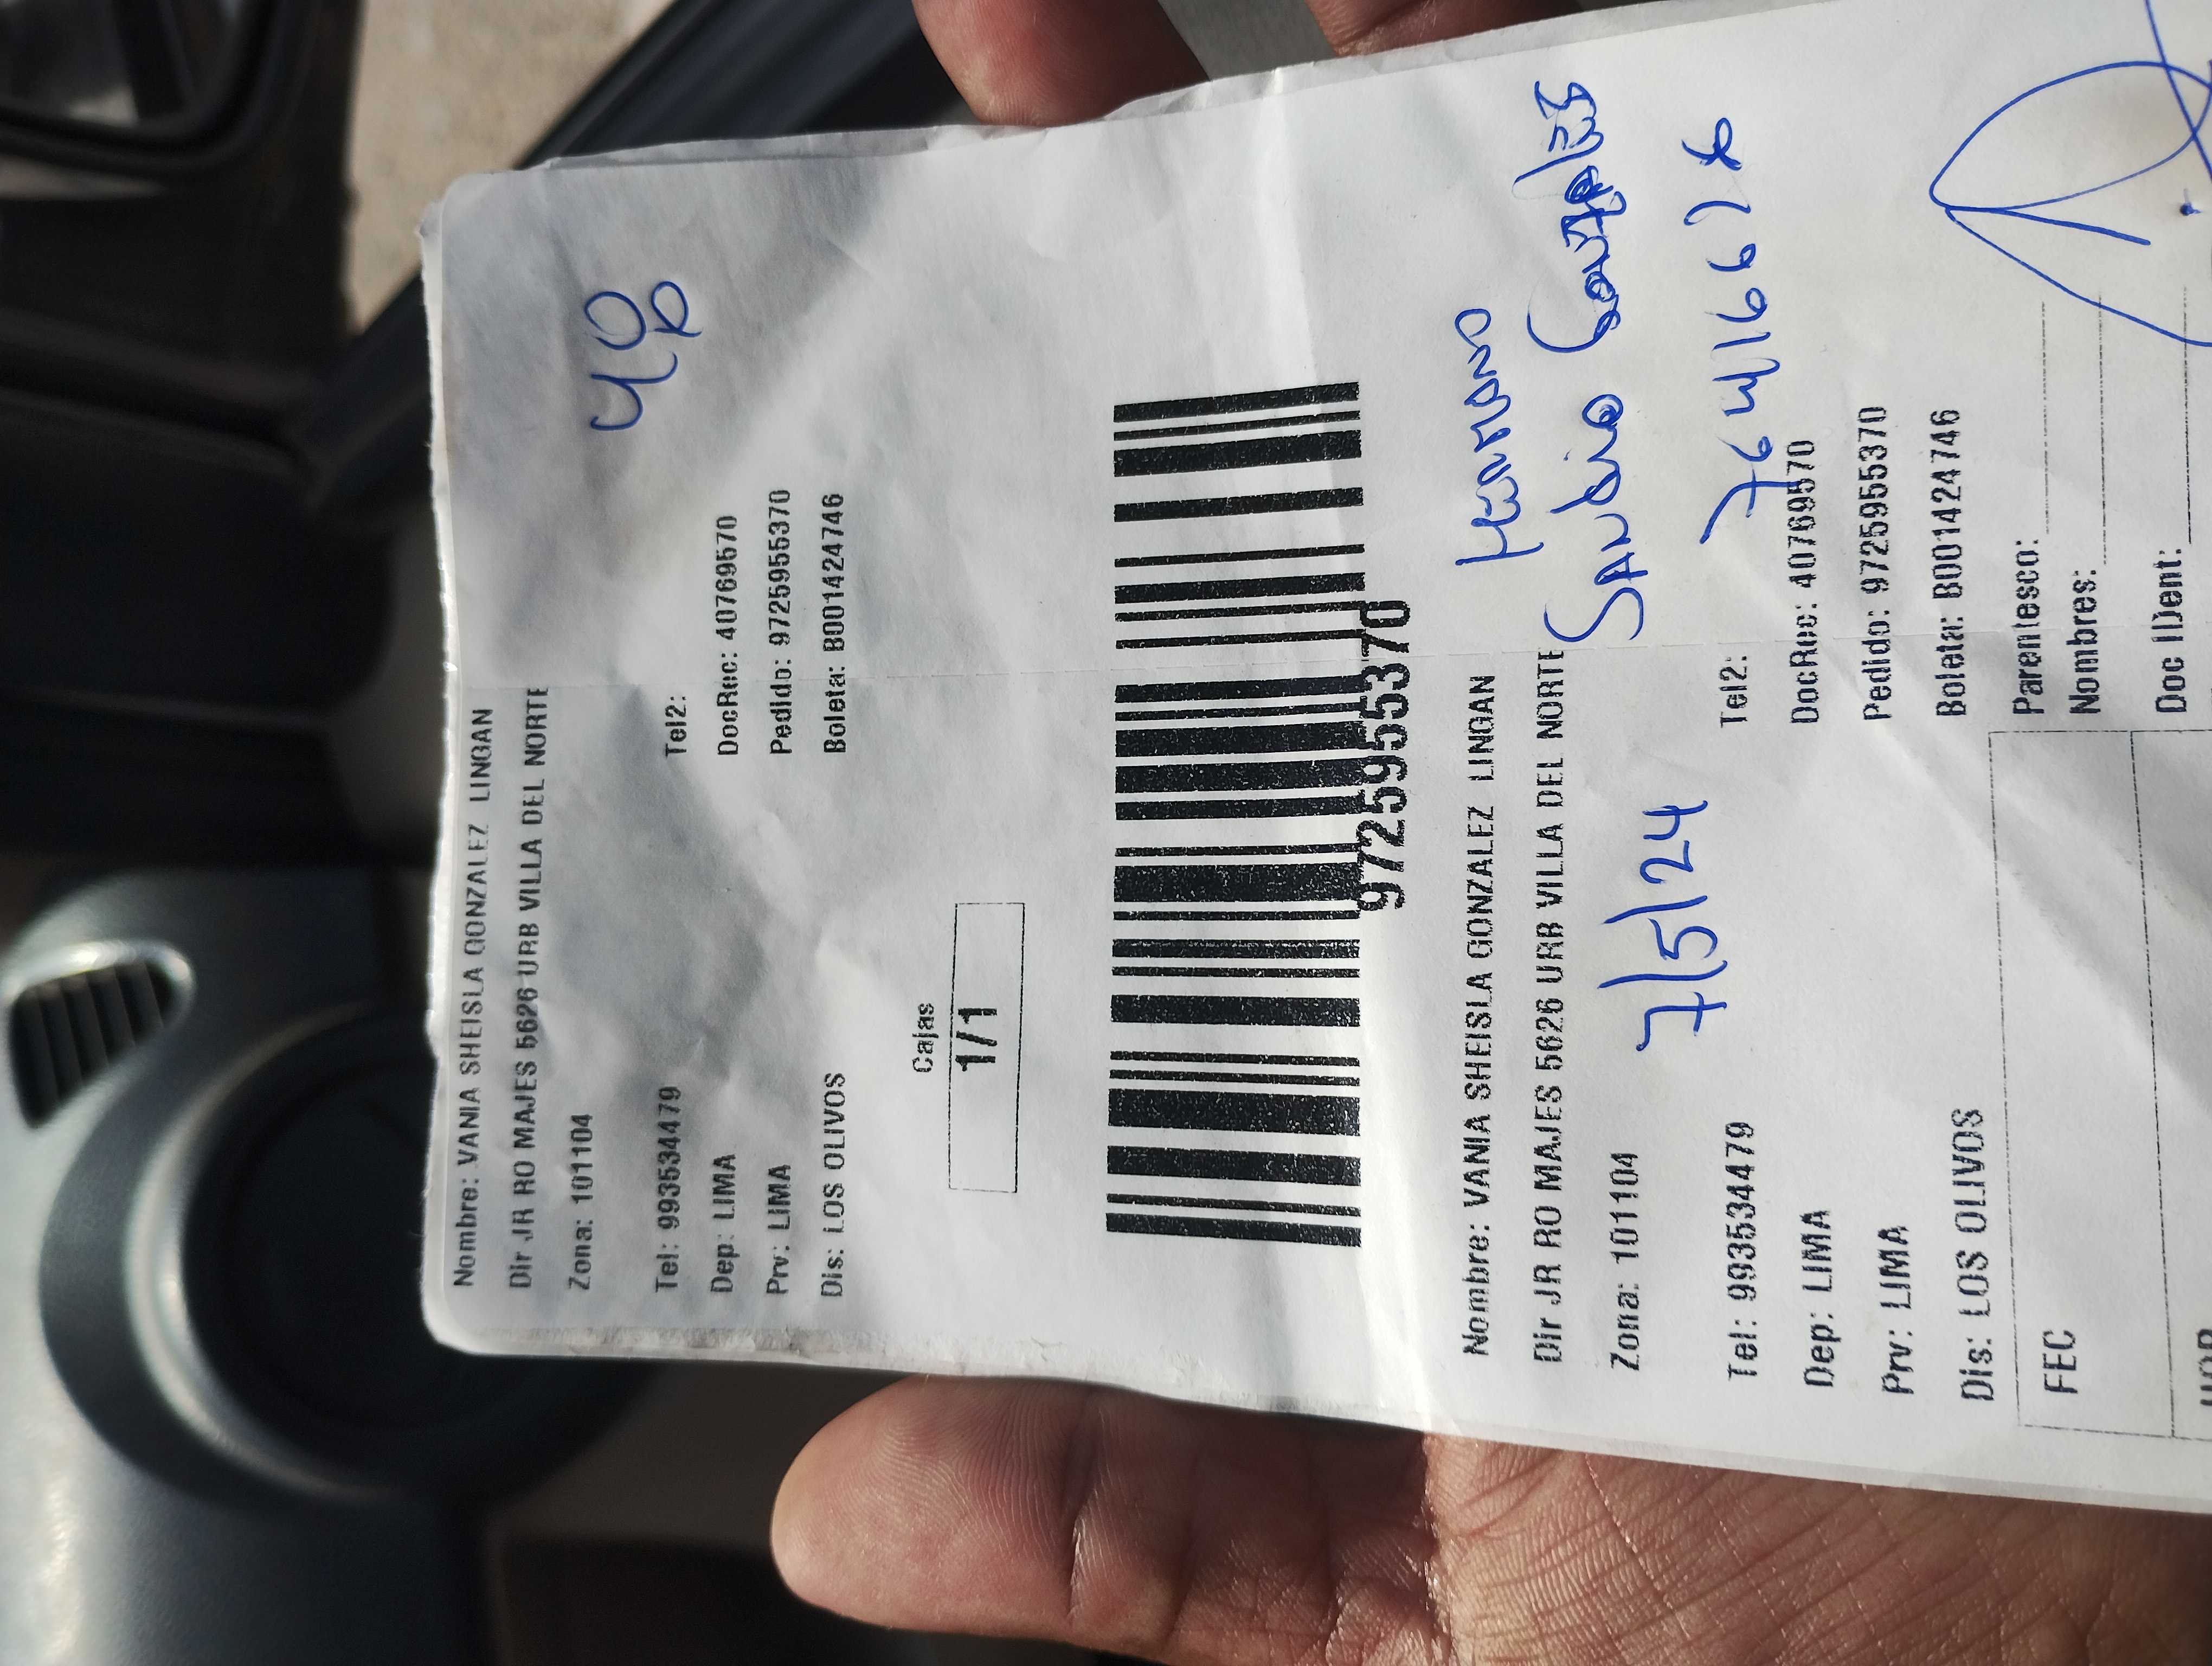 Nombre: VANIA SHEISLA GONZALEZ LINGAN
Dir JR RO MAJES 5626 URB VILLA DEL NORTE
Zona: 101104
49
Tel: 993534479 Tel2:
Dep: LIMA DocRec: 40769570
Prv: LIMA Pedido: 9725955370
Dis: LOS OLIVOS Boleta: B001424746
Cajas
1/1
9725955370
HERMANO
Nombre: VANIA SHEISLA GONZALEZ LINGAN
Dir JR RO MAJES 5626 URB VILLA DEL NORTE
Zona: 101104
7/5/24
Tel: 993534479 Tel2:
Dep: LIMA DocRec: 40769570
Prv: LIMA Pedido: 9725955370
Dis: LOS OLIVOS Boleta: B001424746
FEC
Parentesco:
Nombres:
Doc IDent: